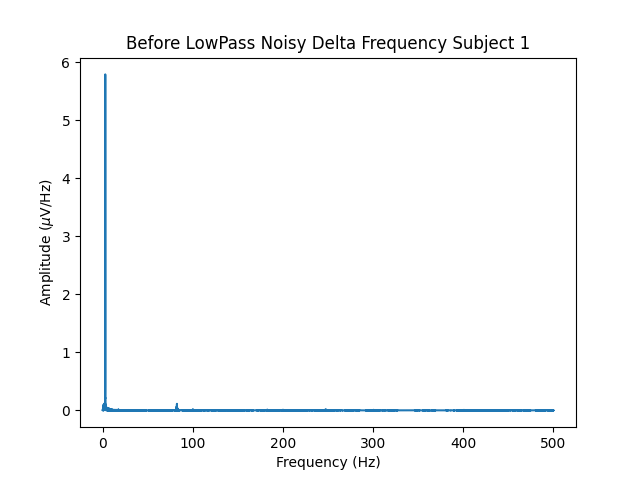 Before LowPass Noisy Delta Frequency Subject 1
6
5
4
3
2
1
0
Amplitude (μV/Hz)
0 100 200 300 400 500
Frequency (Hz)